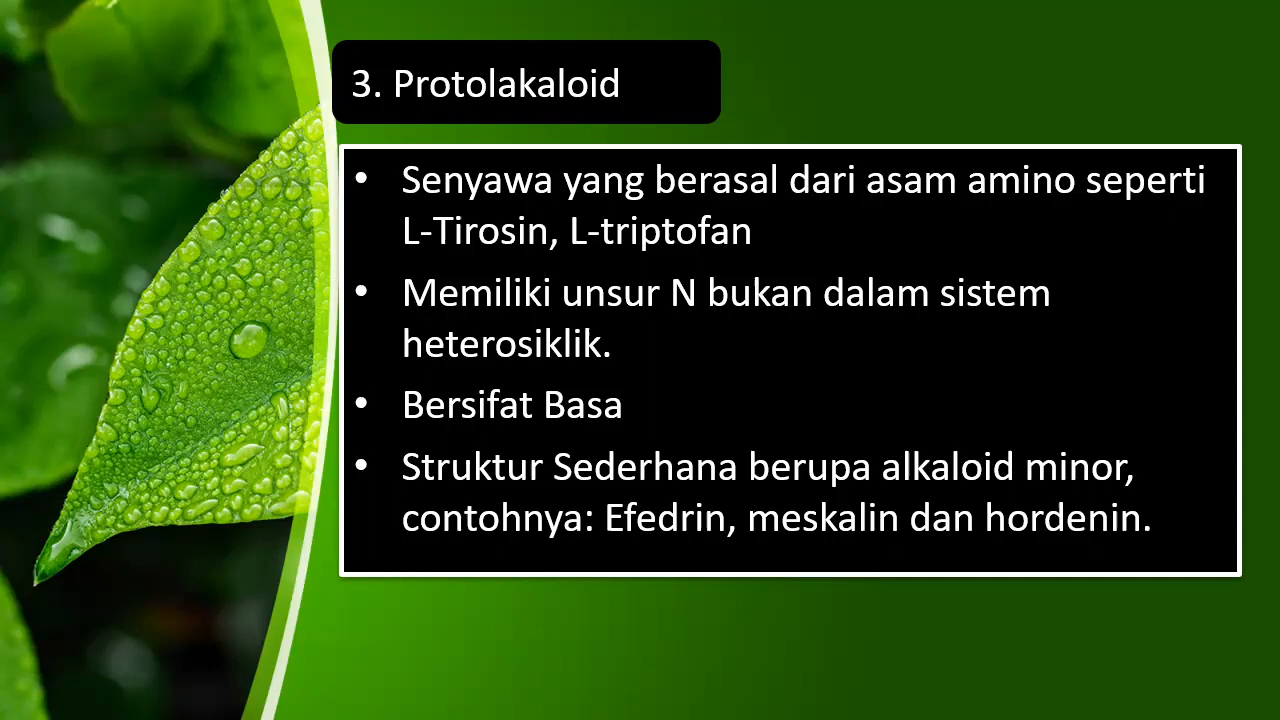 3. Protolakaloid
• Senyawa yang berasal dari asam amino seperti
L-Tirosin, L-triptofan
• Memiliki unsur N bukan dalam sistem
heterosiklik.
• Bersifat Basa
• Struktur Sederhana berupa alkaloid minor,
contohnya: Efedrin, meskalin dan hordenin.